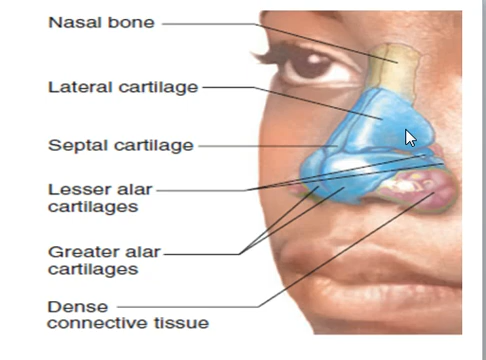 Nasal bone
Lateral cartilage
Septal cartilage
Lesser alar
cartilages
Greater alar
cartilages
Dense
connective tissue